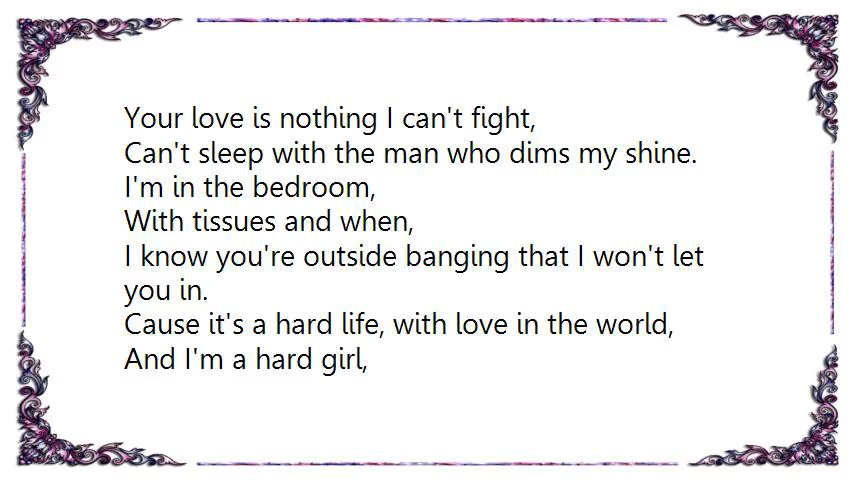 Your love is nothing I can't fight,
Can't sleep with the man who dims my shine.
I'm in the bedroom,
With tissues and when,
I know you're outside banging that I won't let
you in.
Cause it's a hard life, with love in the world,
And I'm a hard girl,